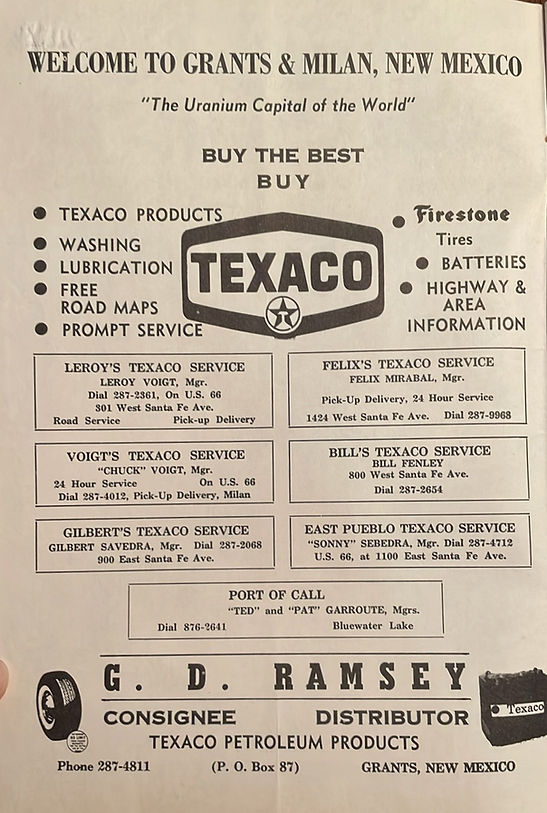 WELCOME TO GRANTS & MILAN, NEW MEXICO
"The Uranium Capital of the World"
BUY THE BEST
BUY
● TEXACO PRODUCTS
● WASHING
● LUBRICATION
● FREE
ROAD MAPS
● PROMPT SERVICE
TEXACO
T
● Firestone
Tires
● BATTERIES
● HIGHWAY &
AREA
INFORMATION
LEROY'S TEXACO SERVICE
LEROY VOIGT, Mgr.
Dial 287-2361, On U.S. 66
301 West Santa Fe Ave.
Road Service Pick-up Delivery
FELIX'S TEXACO SERVICE
FELIX MIRABAL, Mgr.
Pick-Up Delivery, 24 Hour Service
1424 West Santa Fe Ave. Dial 287-9968
VOIGT'S TEXACO SERVICE
"CHUCK" VOIGT, Mgr.
24 Hour Service On U.S. 66
Dial 287-4012, Pick-Up Delivery, Milan
BILL'S TEXACO SERVICE
BILL FENLEY
800 West Santa Fe Ave.
Dial 287-2654
GILBERT'S TEXACO SERVICE
GILBERT SAVEDRA, Mgr. Dial 287-2068
900 East Santa Fe Ave.
EAST PUEBLO TEXACO SERVICE
"SONNY" SEBEDRA, Mgr. Dial 287-4712
U.S. 66, at 1100 East Santa Fe Ave.
PORT OF CALL
"TED" and "PAT" GARROUTE, Mgrs.
Dial 876-2641 Bluewater Lake
G. D. RAMSEY
CONSIGNEE DISTRIBUTOR
TEXACO PETROLEUM PRODUCTS
Texaco
Phone 287-4811 (P. O. Box 87) GRANTS, NEW MEXICO